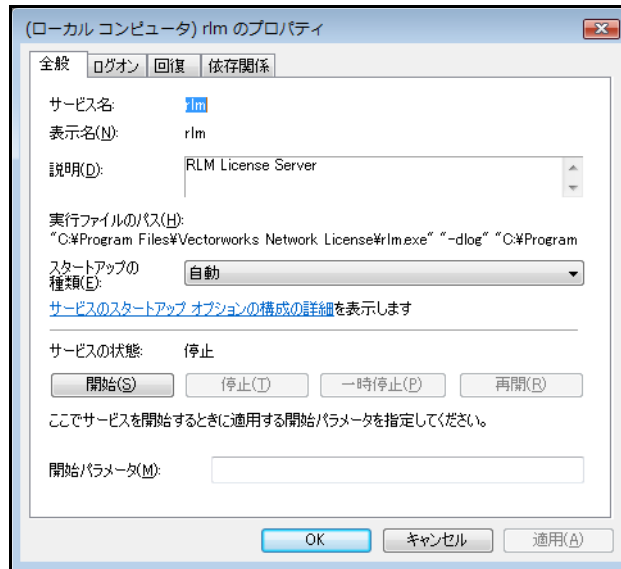 (ローカル コンピュータ) rlm のプロパティ
全般 ログオン 回復 依存関係
サービス名: rlm
表示名(N): rlm
説明(D): RLM License Server
実行ファイルのパス(H):
"C:¥Program Files¥Vectorworks Network License¥rlm.exe" "-dlog" "C:¥Program
スタートアップの
種類(E): 自動
サービスのスタートアップ オプションの構成の詳細を表示します
サービスの状態: 停止
開始(S) 停止(T) 一時停止(P) 再開(R)
ここでサービスを開始するときに適用する開始パラメータを指定してください。
開始パラメータ(M):
OK キャンセル 適用(A)